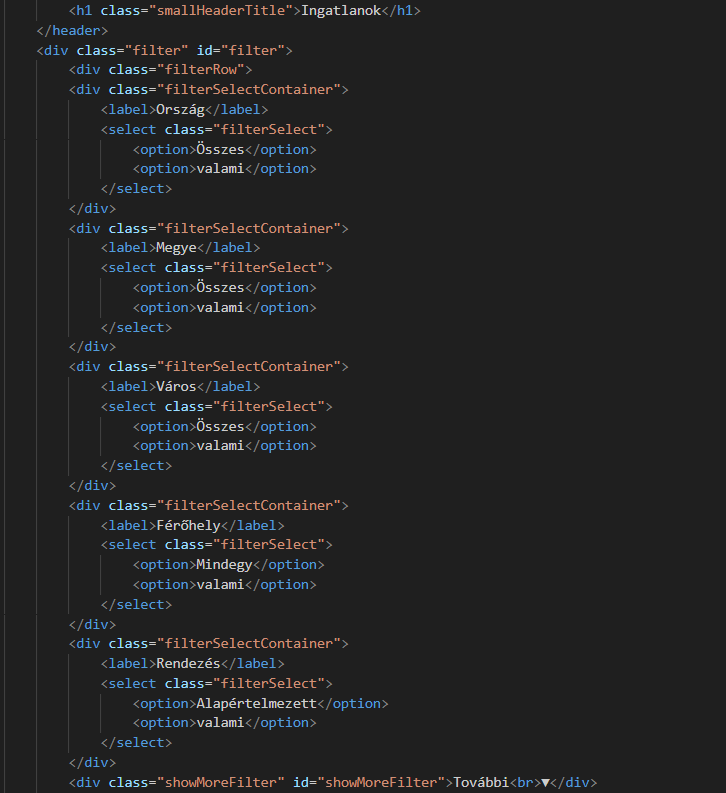 <h1 class="smallHeaderTitle">Ingatlanok</h1>
</header>
<div class="filter" id="filter">
<div class="filterRow">
<div class="filterSelectContainer">
<label>Ország</label>
<select class="filterSelect">
<option>Összes</option>
<option>valami</option>
</select>
</div>
<div class="filterSelectContainer">
<label>Megye</label>
<select class="filterSelect">
<option>Összes</option>
<option>valami</option>
</select>
</div>
<div class="filterSelectContainer">
<label>Város</label>
<select class="filterSelect">
<option>Összes</option>
<option>valami</option>
</select>
</div>
<div class="filterSelectContainer">
<label>Férőhely</label>
<select class="filterSelect">
<option>Mindegy</option>
<option>valami</option>
</select>
</div>
<div class="filterSelectContainer">
<label>Rendezés</label>
<select class="filterSelect">
<option>Alapértelmezett</option>
<option>valami</option>
</select>
</div>
<div class="showMoreFilter" id="showMoreFilter">További<br>▼</div>